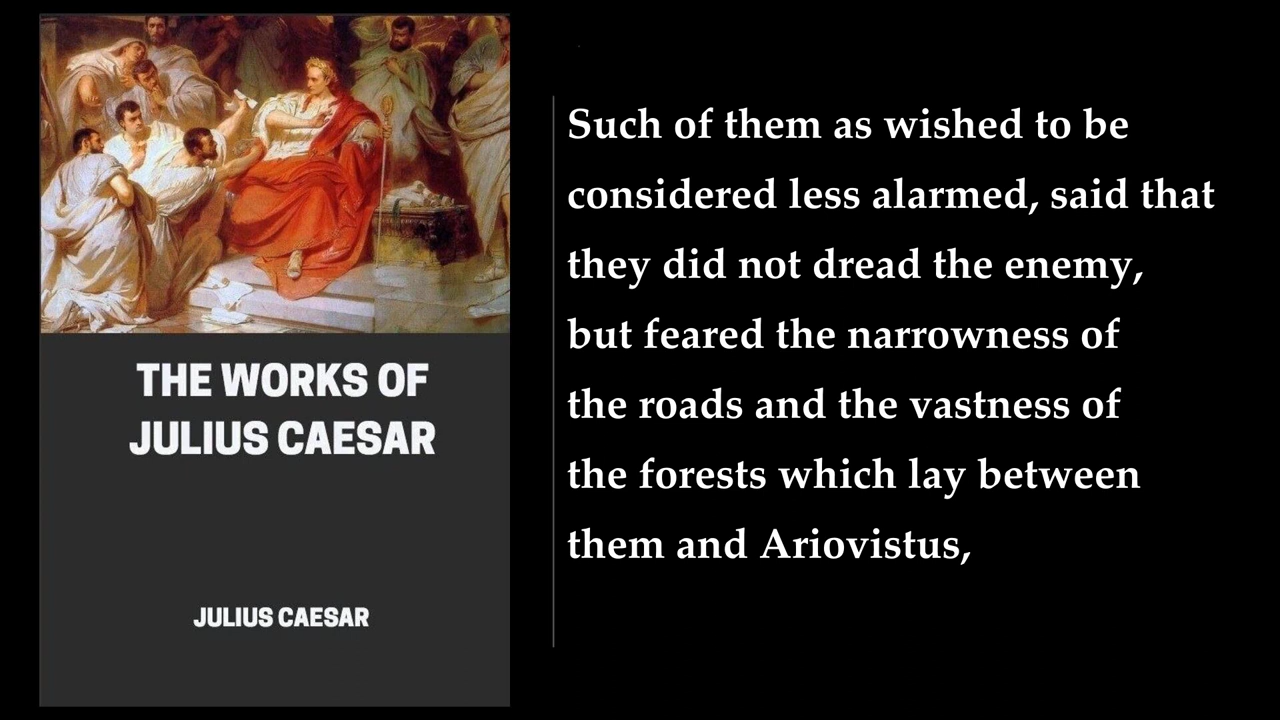 THE WORKS OF
JULIUS CAESAR
JULIUS CAESAR
Such of them as wished to be
considered less alarmed, said that
they did not dread the enemy,
but feared the narrowness of
the roads and the vastness of
the forests which lay between
them and Ariovistus,